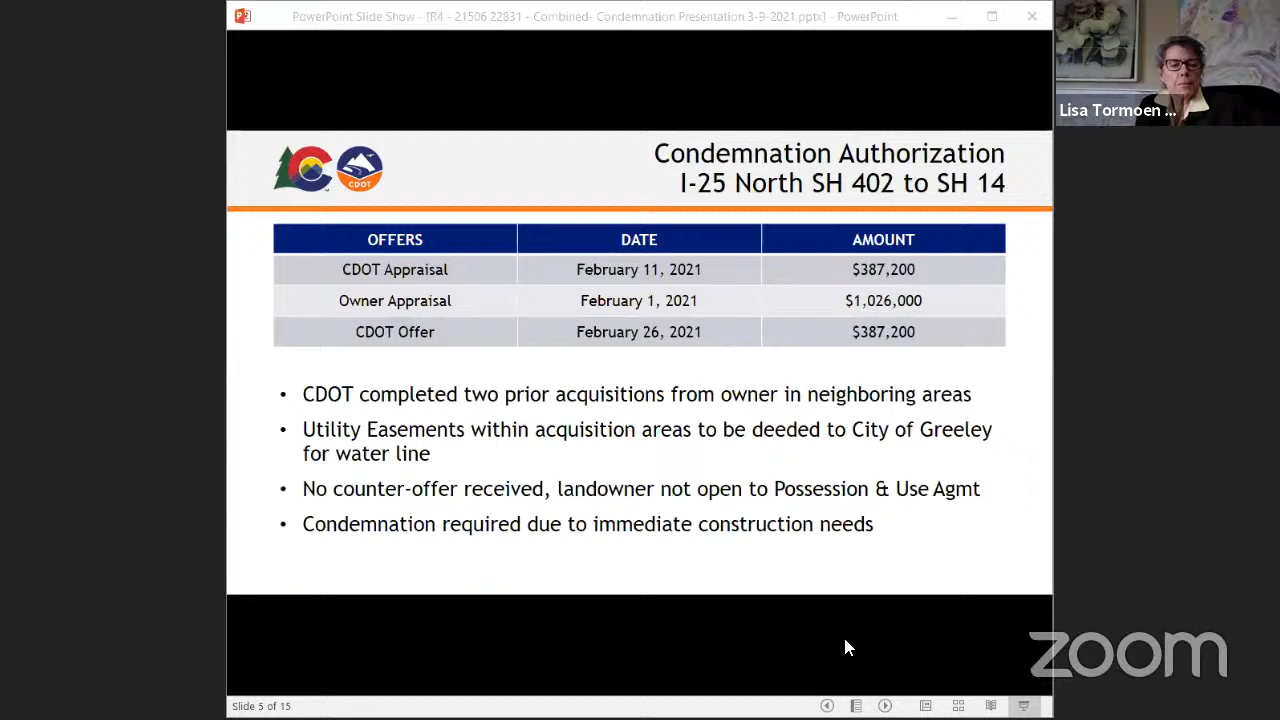 PowerPoint Slide Show - [R4 - 21506 22831 - Combined- Condemnation Presentation 3-9-2021.pptx] - PowerPoint
Lisa Tormoen ...
CDOT
Condemnation Authorization
I-25 North SH 402 to SH 14
OFFERS DATE AMOUNT
CDOT Appraisal February 11, 2021 $387,200
Owner Appraisal February 1, 2021 $1,026,000
CDOT Offer February 26, 2021 $387,200
• CDOT completed two prior acquisitions from owner in neighboring areas
• Utility Easements within acquisition areas to be deeded to City of Greeley
for water line
• No counter-offer received, landowner not open to Possession & Use Agmt
• Condemnation required due to immediate construction needs
zoom
Slide 5 of 15